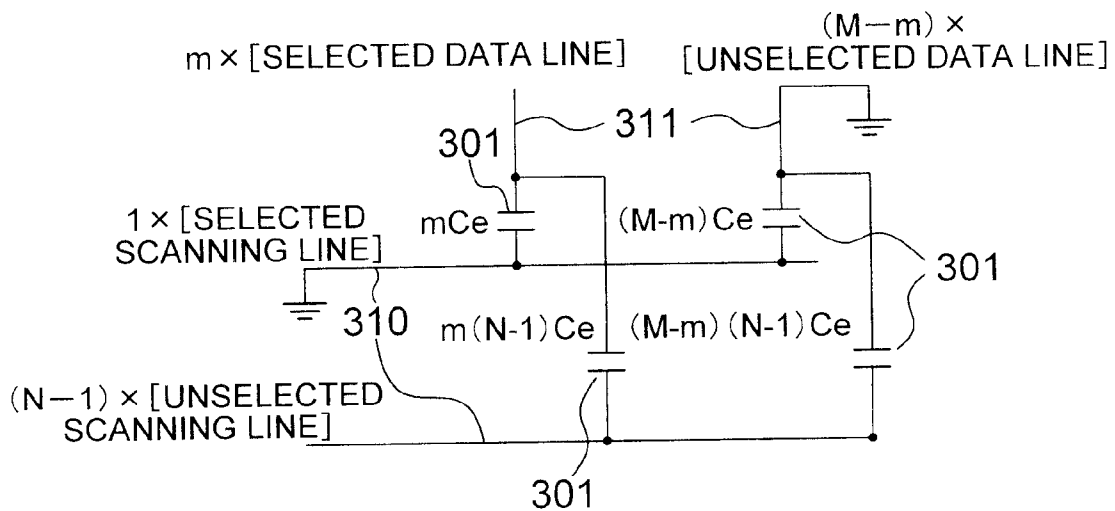 m × [SELECTED DATA LINE]
(M−m) ×
[UNSELECTED DATA LINE]
311
301
1 × [SELECTED
SCANNING LINE]
mCe
(M-m)Ce
301
310
m(N-1)Ce
(M-m)(N-1)Ce
(N−1) × [UNSELECTED
SCANNING LINE]
301